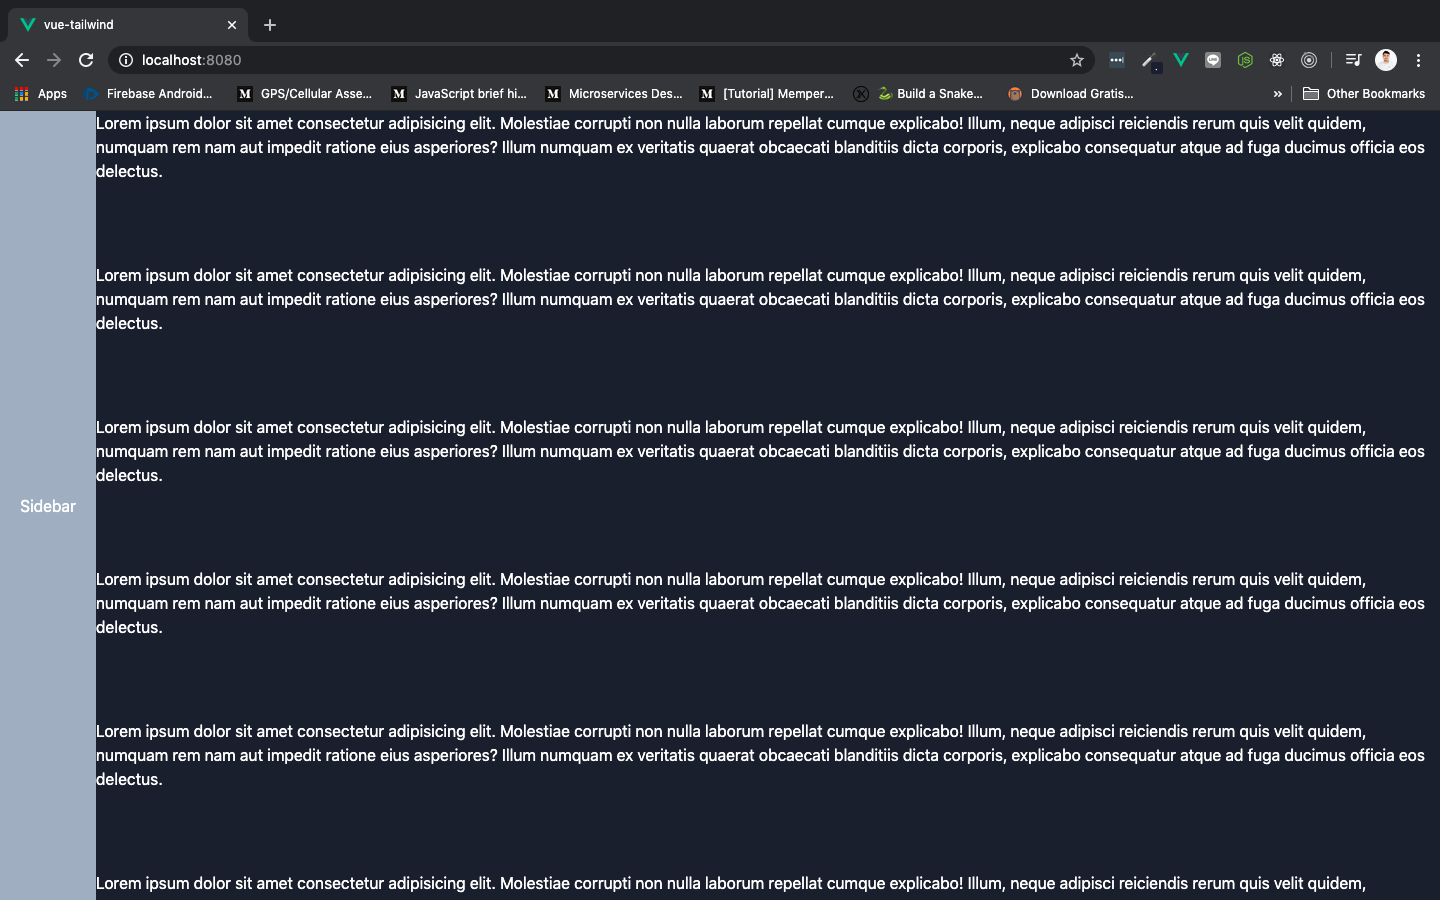 vue-tailwind
localhost:8080
Apps Firebase Android... GPS/Cellular Asse... JavaScript brief hi... Microservices Des... [Tutorial] Memper... Build a Snake... Download Gratis... » Other Bookmarks
Lorem ipsum dolor sit amet consectetur adipisicing elit. Molestiae corrupti non nulla laborum repellat cumque explicabo! Illum, neque adipisci reiciendis rerum quis velit quidem,
numquam rem nam aut impedit ratione eius asperiores? Illum numquam ex veritatis quaerat obcaecati blanditiis dicta corporis, explicabo consequatur atque ad fuga ducimus officia eos
delectus.
Lorem ipsum dolor sit amet consectetur adipisicing elit. Molestiae corrupti non nulla laborum repellat cumque explicabo! Illum, neque adipisci reiciendis rerum quis velit quidem,
numquam rem nam aut impedit ratione eius asperiores? Illum numquam ex veritatis quaerat obcaecati blanditiis dicta corporis, explicabo consequatur atque ad fuga ducimus officia eos
delectus.
Lorem ipsum dolor sit amet consectetur adipisicing elit. Molestiae corrupti non nulla laborum repellat cumque explicabo! Illum, neque adipisci reiciendis rerum quis velit quidem,
numquam rem nam aut impedit ratione eius asperiores? Illum numquam ex veritatis quaerat obcaecati blanditiis dicta corporis, explicabo consequatur atque ad fuga ducimus officia eos
delectus.
Sidebar
Lorem ipsum dolor sit amet consectetur adipisicing elit. Molestiae corrupti non nulla laborum repellat cumque explicabo! Illum, neque adipisci reiciendis rerum quis velit quidem,
numquam rem nam aut impedit ratione eius asperiores? Illum numquam ex veritatis quaerat obcaecati blanditiis dicta corporis, explicabo consequatur atque ad fuga ducimus officia eos
delectus.
Lorem ipsum dolor sit amet consectetur adipisicing elit. Molestiae corrupti non nulla laborum repellat cumque explicabo! Illum, neque adipisci reiciendis rerum quis velit quidem,
numquam rem nam aut impedit ratione eius asperiores? Illum numquam ex veritatis quaerat obcaecati blanditiis dicta corporis, explicabo consequatur atque ad fuga ducimus officia eos
delectus.
Lorem ipsum dolor sit amet consectetur adipisicing elit. Molestiae corrupti non nulla laborum repellat cumque explicabo! Illum, neque adipisci reiciendis rerum quis velit quidem,